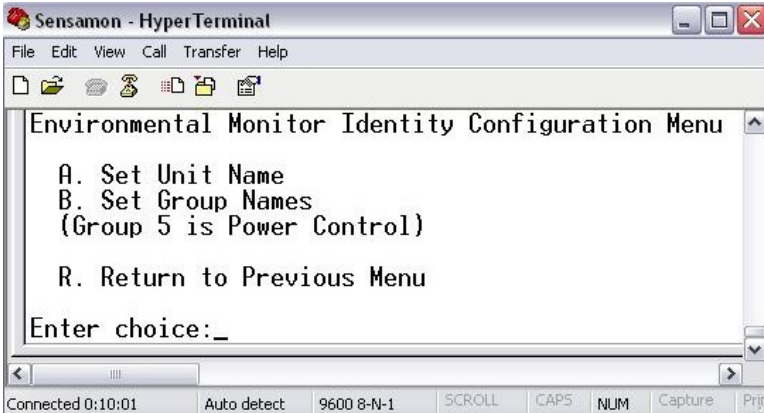 Sensamon - HyperTerminal
File Edit View Call Transfer Help
Environmental Monitor Identity Configuration Menu
A. Set Unit Name
B. Set Group Names
(Group 5 is Power Control)
R. Return to Previous Menu
Enter choice:_
Connected 0:10:01 Auto detect 9600 8-N-1 SCROLL CAPS NUM Capture